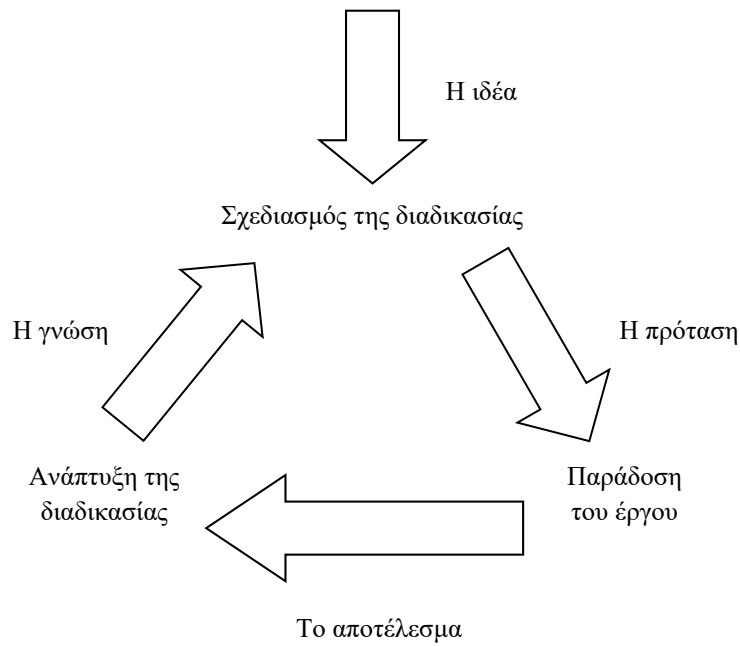 Η ιδέα
Σχεδιασμός της διαδικασίας
Η γνώση
Η πρόταση
Ανάπτυξη της
διαδικασίας
Παράδοση
του έργου
Το αποτέλεσμα